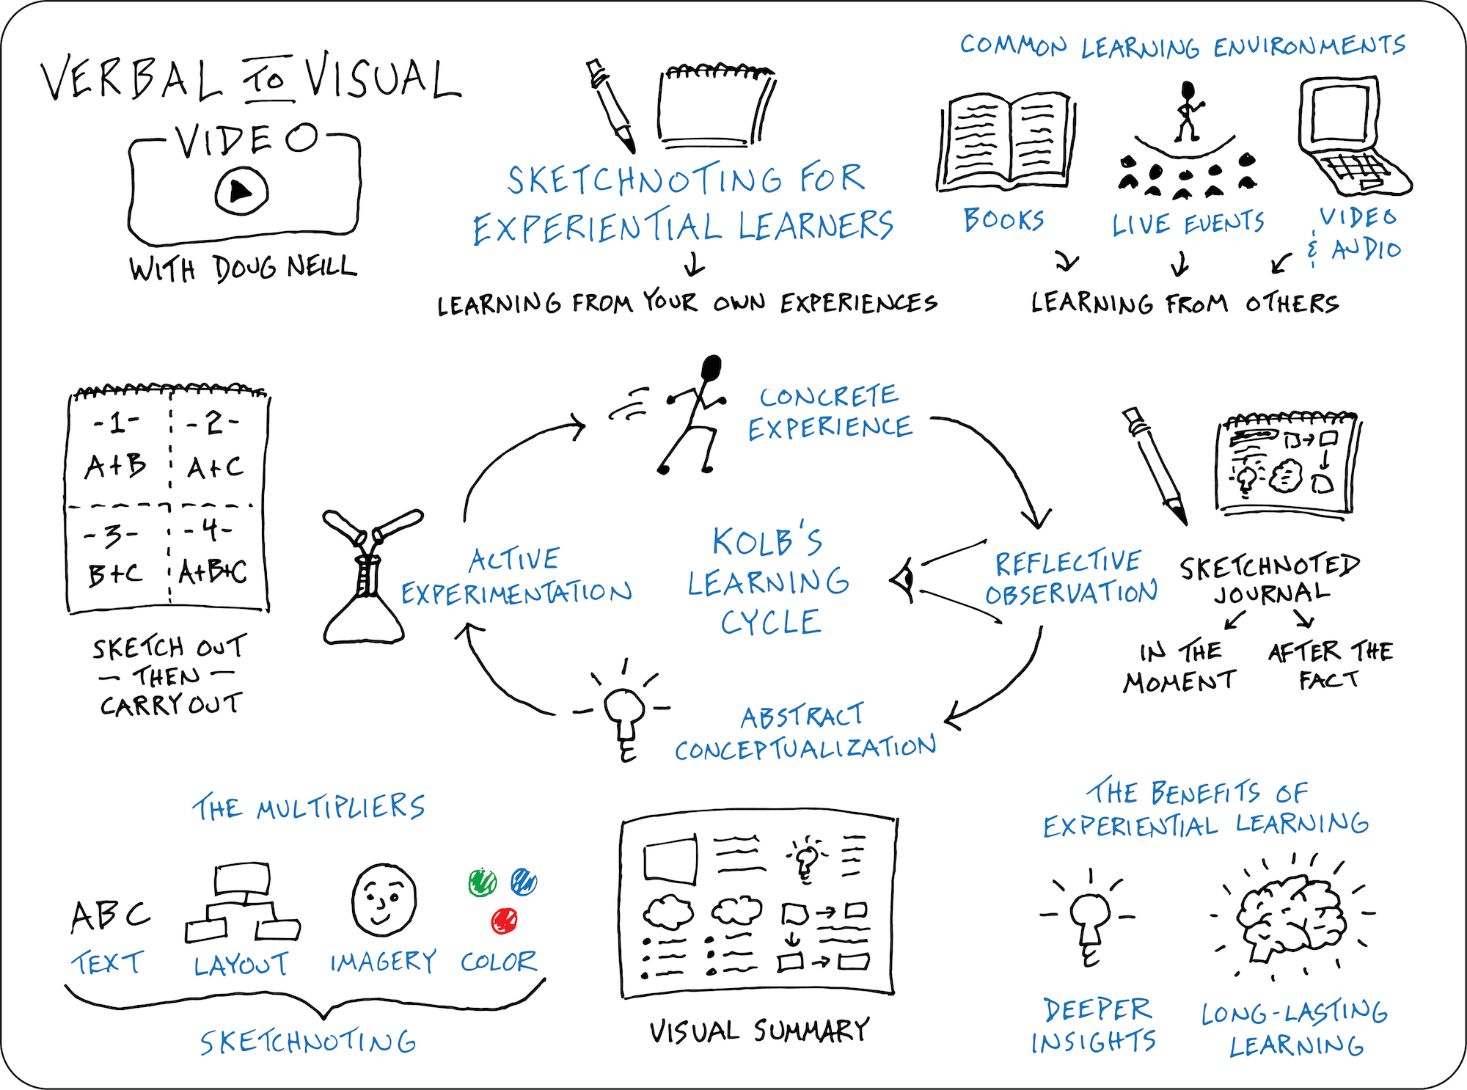 VERBAL TO VISUAL
VIDEO
WITH DOUG NEILL
SKETCHNOTING FOR
EXPERIENTIAL LEARNERS
LEARNING FROM YOUR OWN EXPERIENCES
COMMON LEARNING ENVIRONMENTS
BOOKS
LIVE EVENTS
VIDEO
& AUDIO
LEARNING FROM OTHERS
-1-
A+B
-2-
A+C
-3-
B+C
-4-
A+B+C
SKETCH OUT
- THEN -
CARRY OUT
KOLB'S
LEARNING
CYCLE
CONCRETE
EXPERIENCE
REFLECTIVE
OBSERVATION
ABSTRACT
CONCEPTUALIZATION
ACTIVE
EXPERIMENTATION
SKETCHNOTED
JOURNAL
IN THE
MOMENT
AFTER THE
FACT
THE MULTIPLIERS
ABC
TEXT
LAYOUT
IMAGERY
COLOR
SKETCHNOTING
VISUAL SUMMARY
THE BENEFITS OF
EXPERIENTIAL LEARNING
DEEPER
INSIGHTS
LONG-LASTING
LEARNING